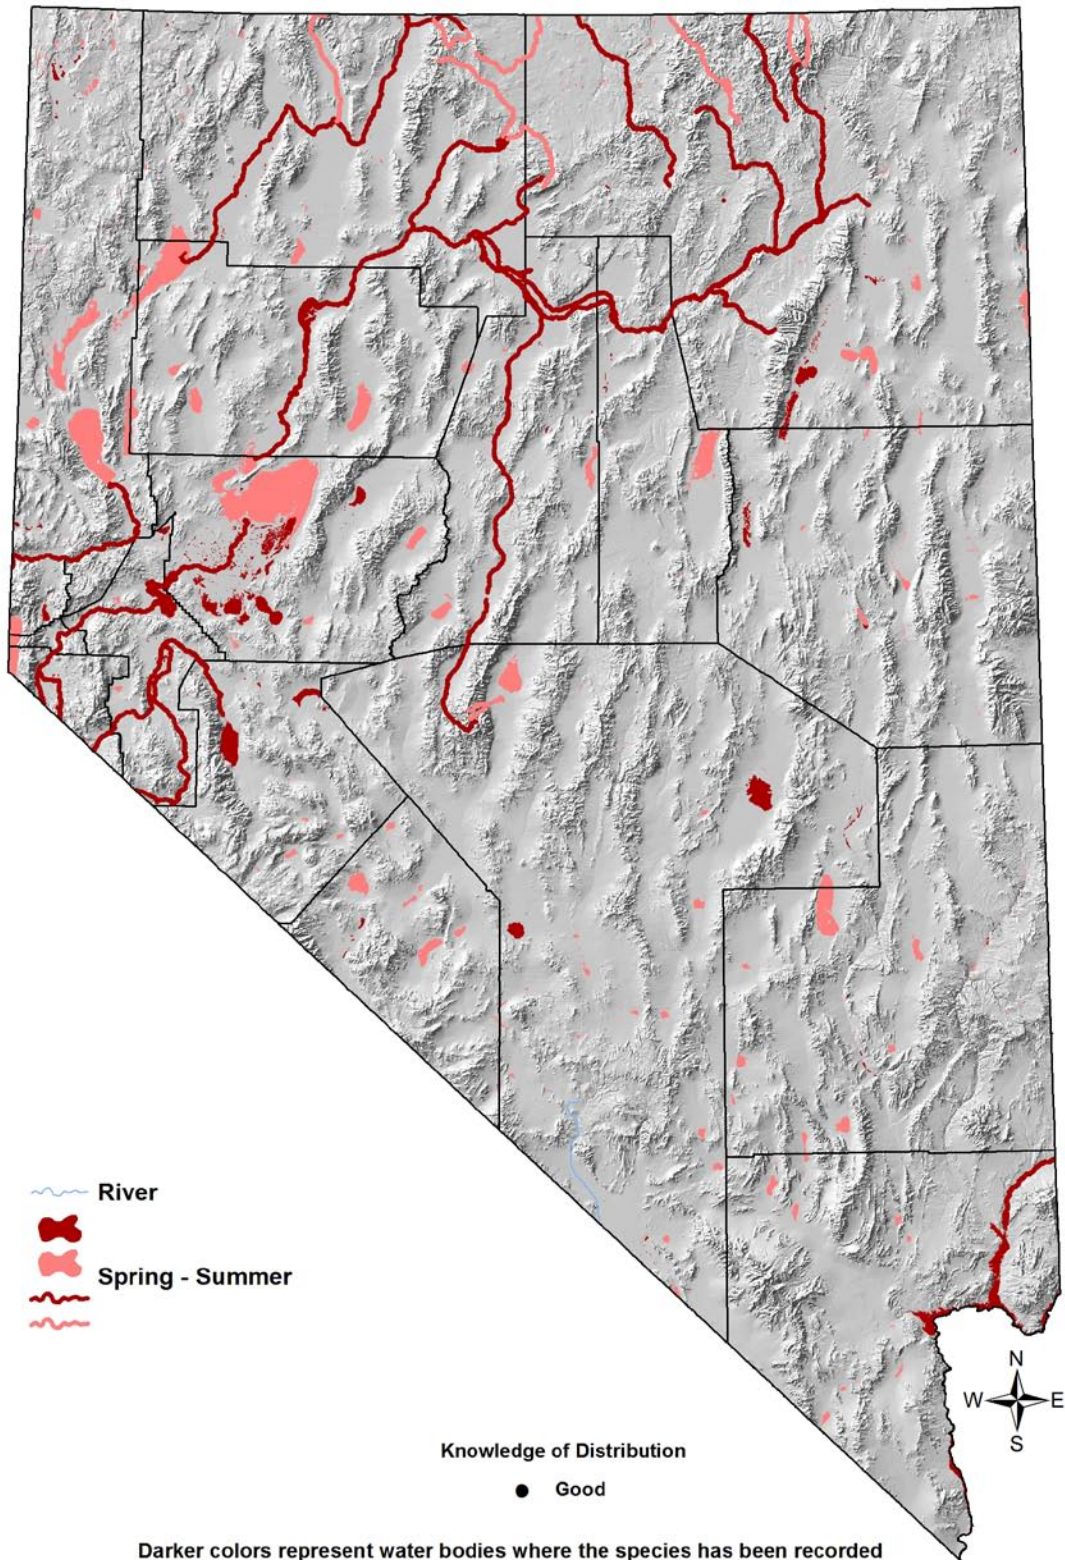 River
Spring - Summer
N
W E
S
Knowledge of Distribution
Good
Darker colors represent water bodies where the species has been recorded